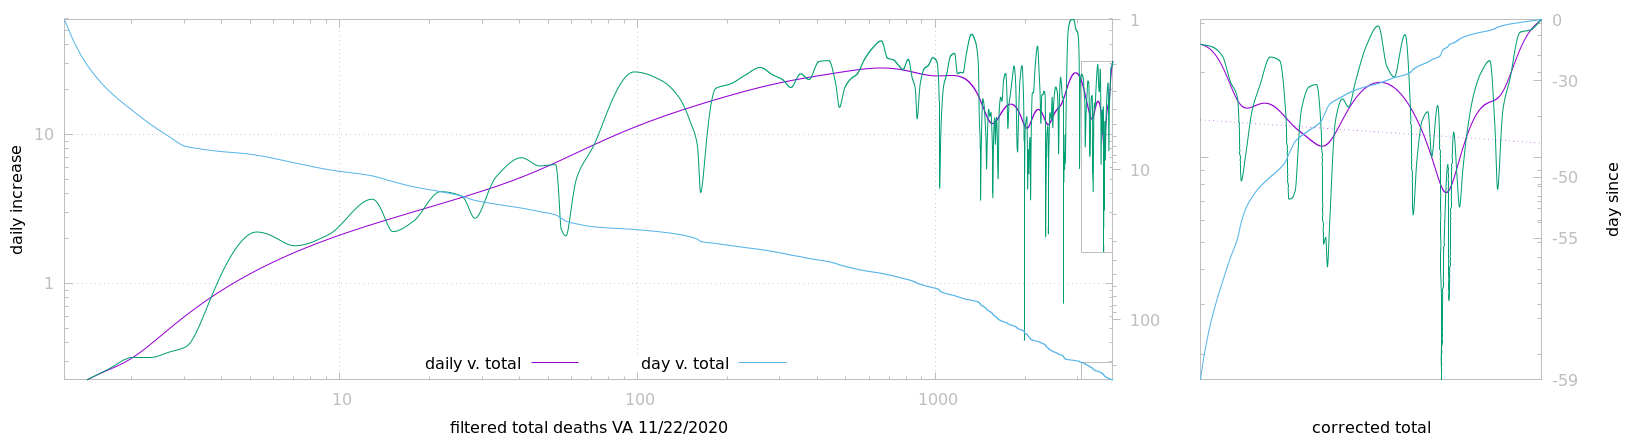 daily increase
10
1
daily v. total
day v. total
10
100
1000
filtered total deaths VA 11/22/2020
1
10
100
0
-30
-50
-55
-59
day since
corrected total